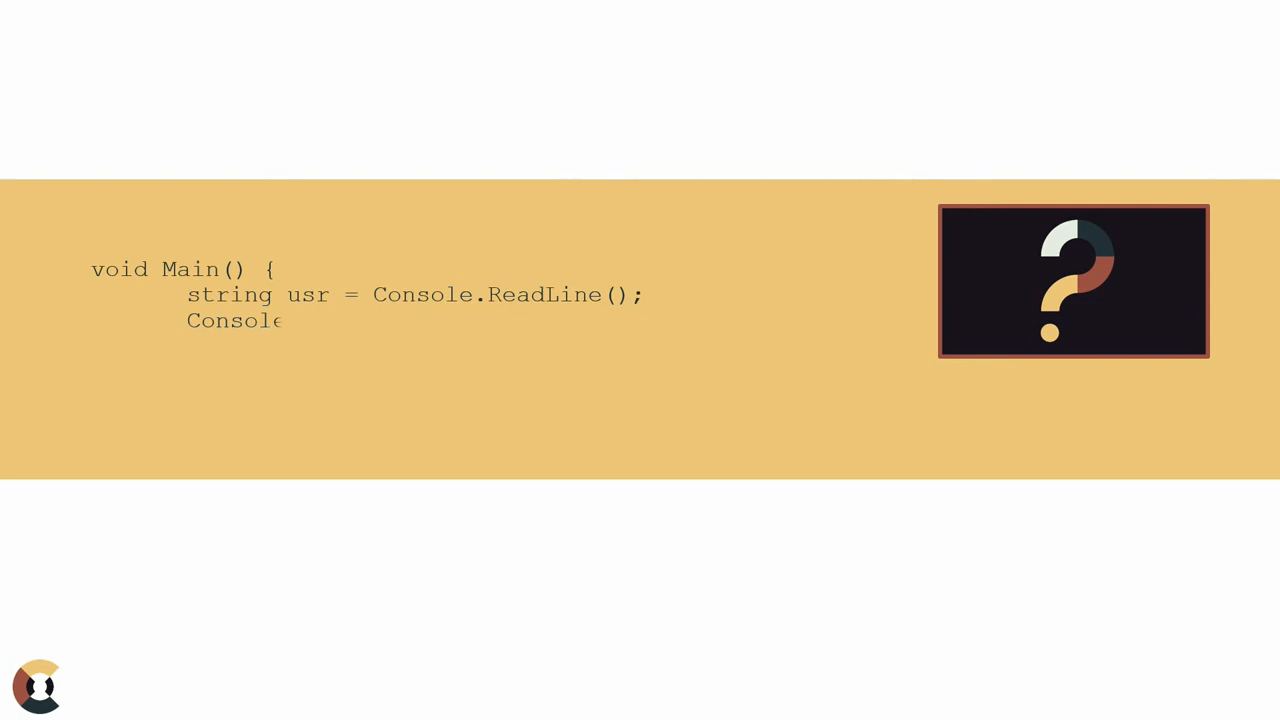 void Main() {
string usr = Console.ReadLine();
Console